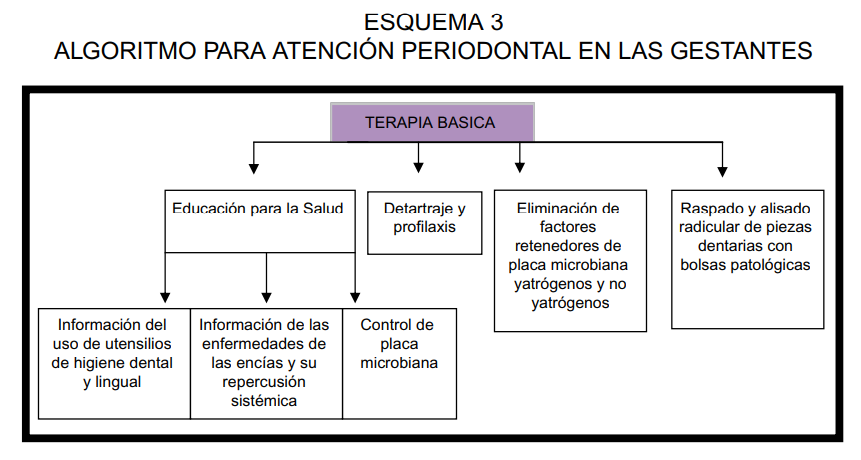 ESQUEMA 3
ALGORITMO PARA ATENCIÓN PERIODONTAL EN LAS GESTANTES
TERAPIA BASICA
Educación para la Salud
Detartraje y
profilaxis
Eliminación de
factores
retenedores de
placa microbiana
yatrógenos y no
yatrógenos
Raspado y alisado
radicular de piezas
dentarias con
bolsas patológicas
Información del
uso de utensilios
de higiene dental
y lingual
Información de las
enfermedades de
las encías y su
repercusión
sistémica
Control de
placa
microbiana